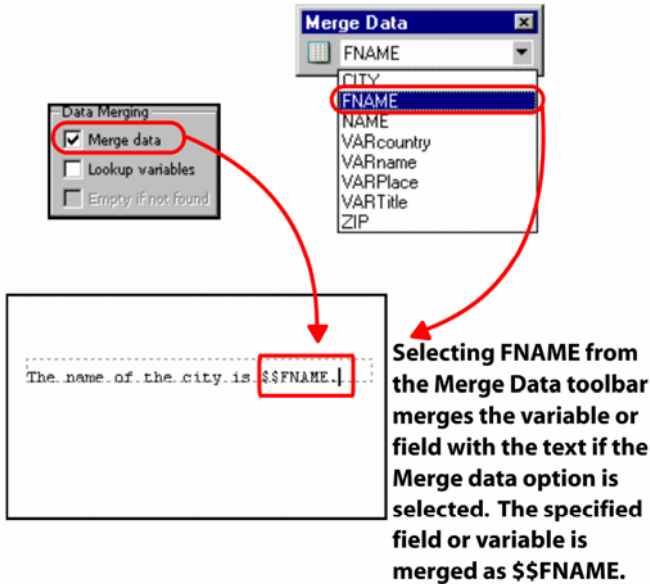 Merge Data
FNAME
CITY
FNAME
NAME
VARcountry
VARname
VARPlace
VARTitle
ZIP
Data Merging
Merge data
Lookup variables
Empty if not found
The name of the city is $$FNAME.
Selecting FNAME from
the Merge Data toolbar
merges the variable or
field with the text if the
Merge data option is
selected. The specified
field or variable is
merged as $$FNAME.